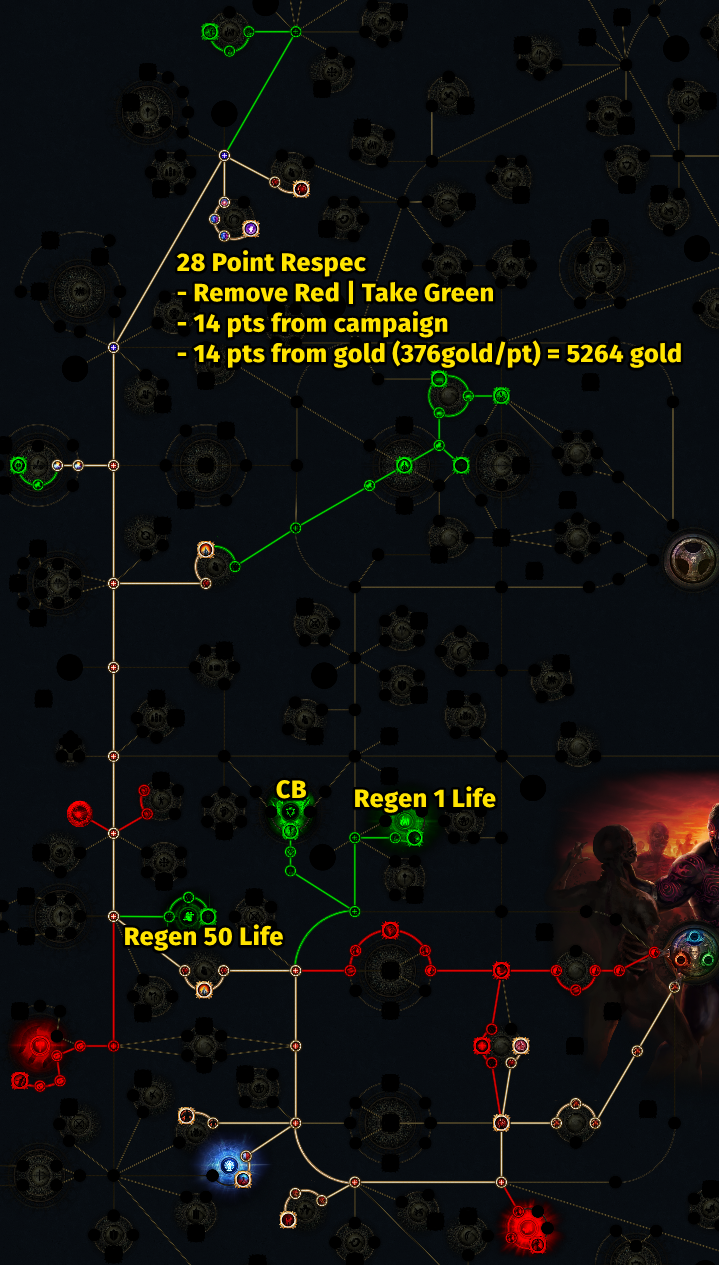 28 Point Respec
- Remove Red | Take Green
- 14 pts from campaign
- 14 pts from gold (376gold/pt) = 5264 gold
CB
Regen 1 Life
Regen 50 Life